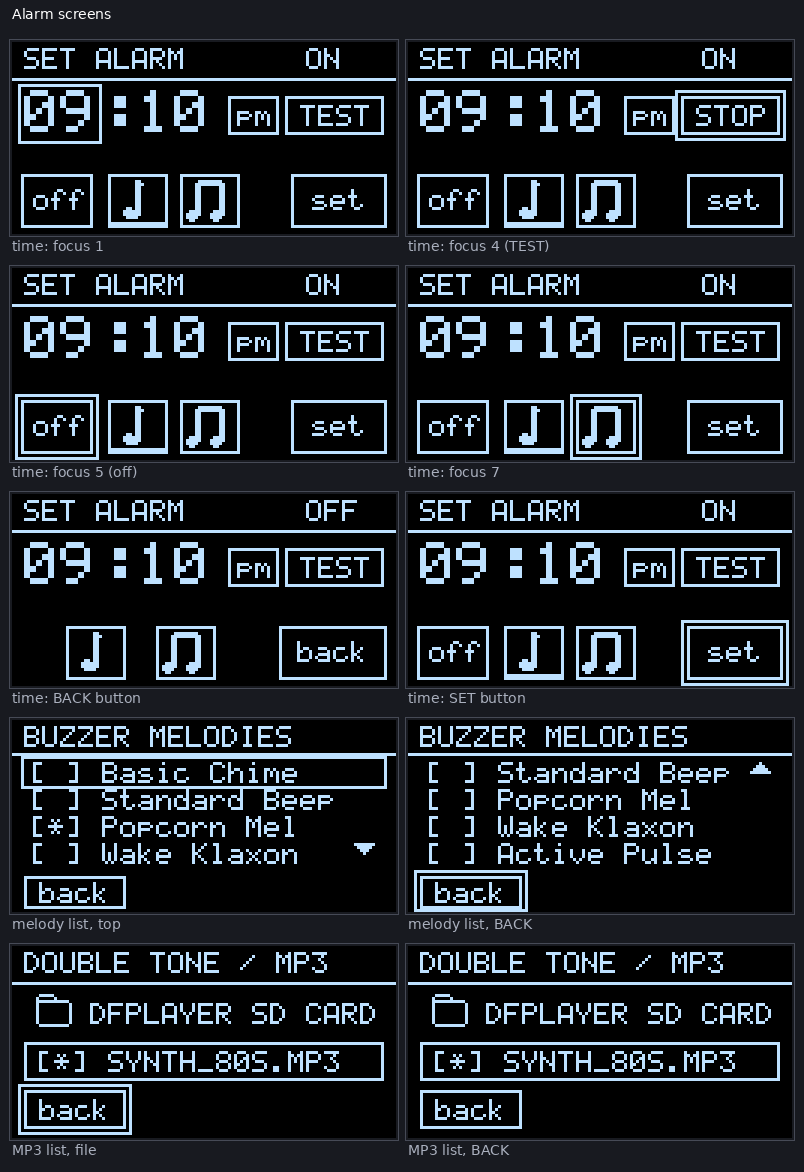 Alarm screens
SET ALARM ON
09:10 pm TEST
off set
time: focus 1
SET ALARM ON
09:10 pm STOP
off set
time: focus 4 (TEST)
SET ALARM ON
09:10 pm TEST
off set
time: focus 5 (off)
SET ALARM ON
09:10 pm TEST
off set
time: focus 7
SET ALARM OFF
09:10 pm TEST
back
time: BACK button
SET ALARM ON
09:10 pm TEST
off set
time: SET button
BUZZER MELODIES
[ ] Basic Chime
[ ] Standard Beep
[*] Popcorn Mel
[ ] Wake Klaxon
back
melody list, top
BUZZER MELODIES
[ ] Standard Beep
[ ] Popcorn Mel
[ ] Wake Klaxon
[ ] Active Pulse
back
melody list, BACK
DOUBLE TONE / MP3
DFPLAYER SD CARD
[*] SYNTH_80S.MP3
back
MP3 list, file
DOUBLE TONE / MP3
DFPLAYER SD CARD
[*] SYNTH_80S.MP3
back
MP3 list, BACK